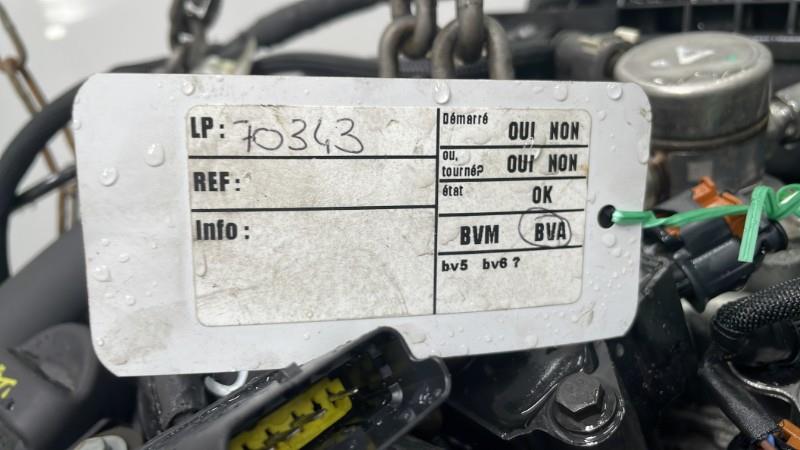 LP: 70343
REF:
Info:
Démarré OUI NON
ou, tourné? OUI NON
état OK
BVM BVA
bv5 bv6 ?